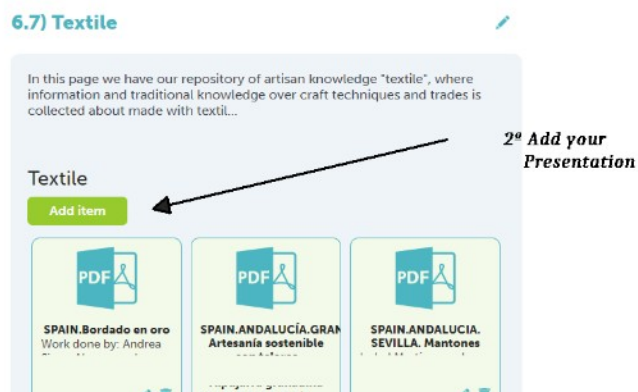 6.7) Textile
In this page we have our repository of artisan knowledge "textile", where
information and traditional knowledge over craft techniques and trades is
collected about made with textil...
2º Add your
Presentation
Textile
Add item
PDF
PDF
PDF
SPAIN.Bordado en oro
Work done by: Andrea
SPAIN.ANDALUCÍA.GRAN
Artesanía sostenible
SPAIN.ANDALUCIA.
SEVILLA. Mantones